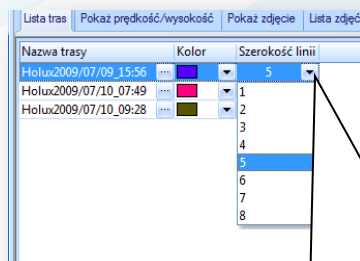 Lista tras Pokaż prędkość/wysokość Pokaż zdjęcie Lista zdjęć
Nazwa trasy Kolor Szerokość linii
Holux2009/07/09_15:56 ... 5
Holux2009/07/10_07:49 ...
Holux2009/07/10_09:28 ...
1
2
3
4
5
6
7
8